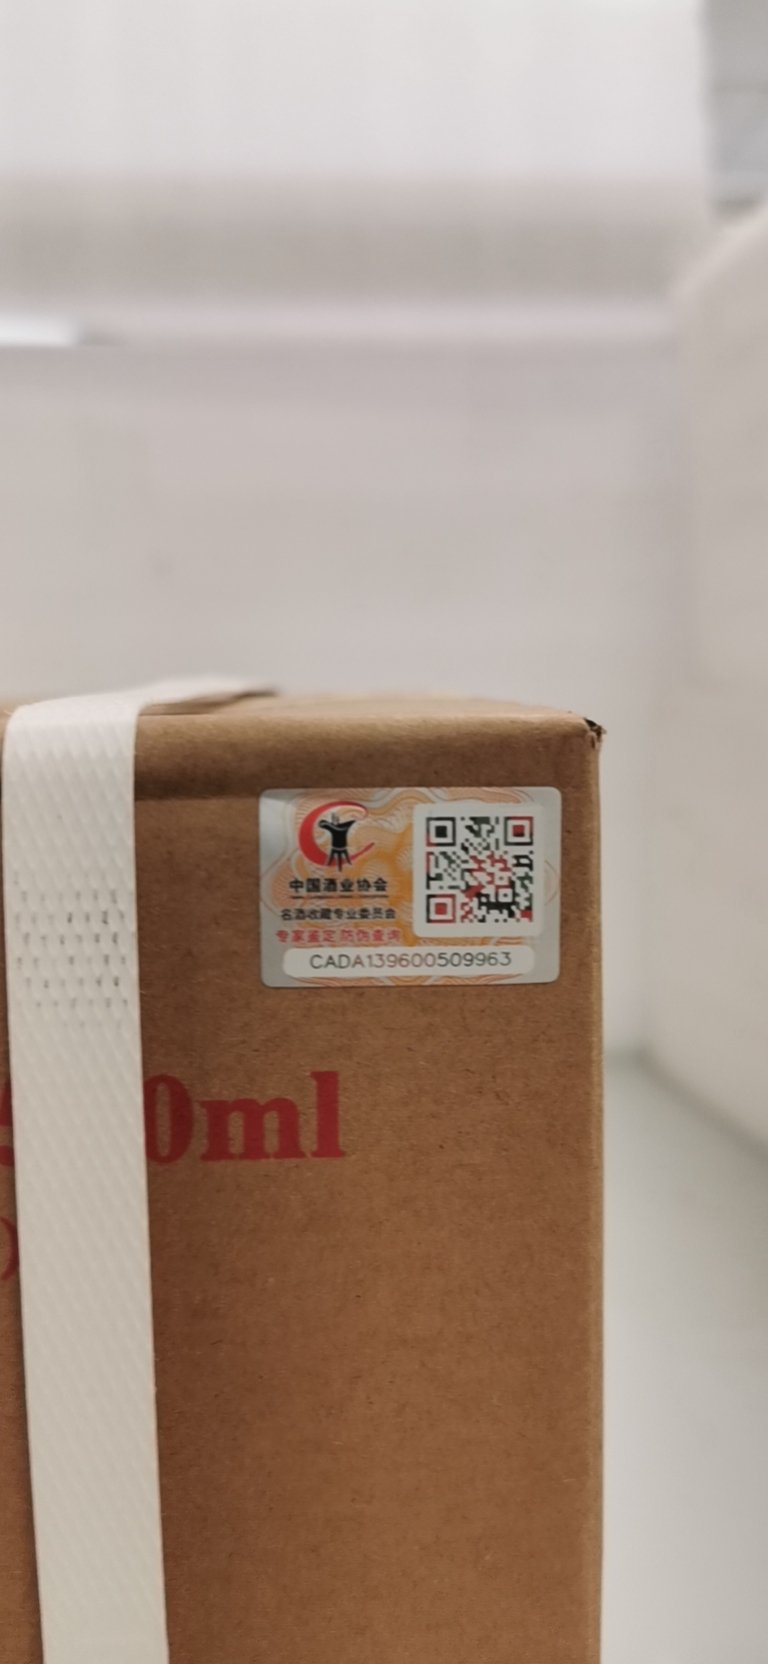 中国酒业协会
名酒收藏专业委员会
专家鉴定 防伪查询
CADA139600509963
0ml
)